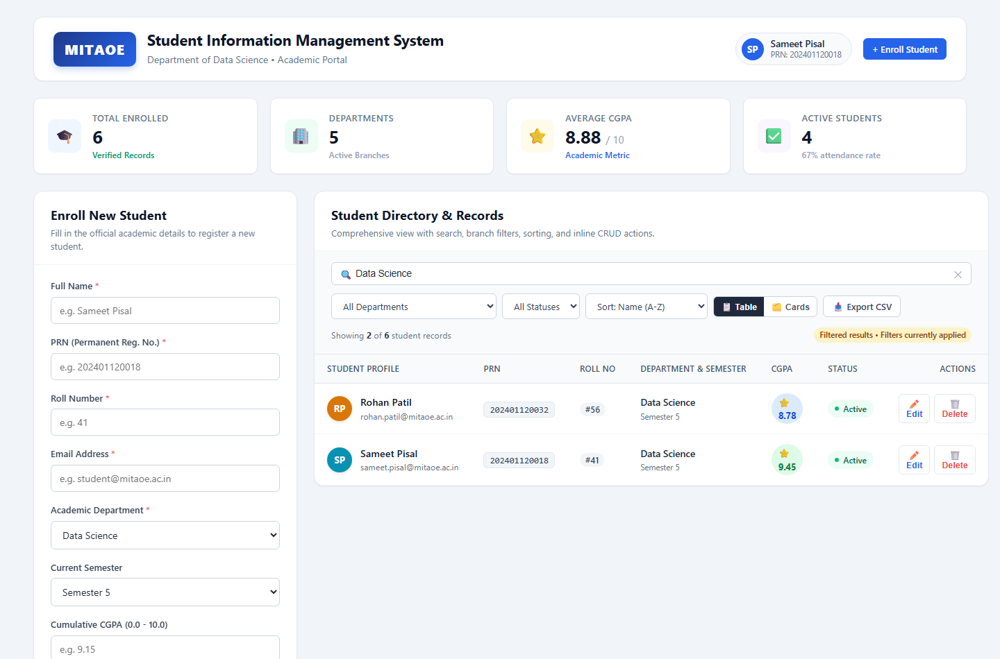 MITAOE
Student Information Management System
Department of Data Science • Academic Portal
SP
Sameet Pisal
PRN: 202401120018
+ Enroll Student
TOTAL ENROLLED
6
Verified Records
DEPARTMENTS
5
Active Branches
AVERAGE CGPA
8.88 / 10
Academic Metric
ACTIVE STUDENTS
4
67% attendance rate
Enroll New Student
Fill in the official academic details to register a new
student.
Full Name *
e.g. Sameet Pisal
PRN (Permanent Reg. No.) *
e.g. 202401120018
Roll Number *
e.g. 41
Email Address *
e.g. student@mitaoe.ac.in
Academic Department *
Data Science
Current Semester
Semester 5
Cumulative CGPA (0.0 - 10.0)
e.g. 9.15
Student Directory & Records
Comprehensive view with search, branch filters, sorting, and inline CRUD actions.
Data Science
All Departments
All Statuses
Sort: Name (A-Z)
Table
Cards
Export CSV
Showing 2 of 6 student records
Filtered results • Filters currently applied
STUDENT PROFILE PRN ROLL NO DEPARTMENT & SEMESTER CGPA STATUS ACTIONS
RP
Rohan Patil
rohan.patil@mitaoe.ac.in
202401120032
#56
Data Science
Semester 5
8.78
Active
Edit
Delete
SP
Sameet Pisal
sameet.pisal@mitaoe.ac.in
202401120018
#41
Data Science
Semester 5
9.45
Active
Edit
Delete